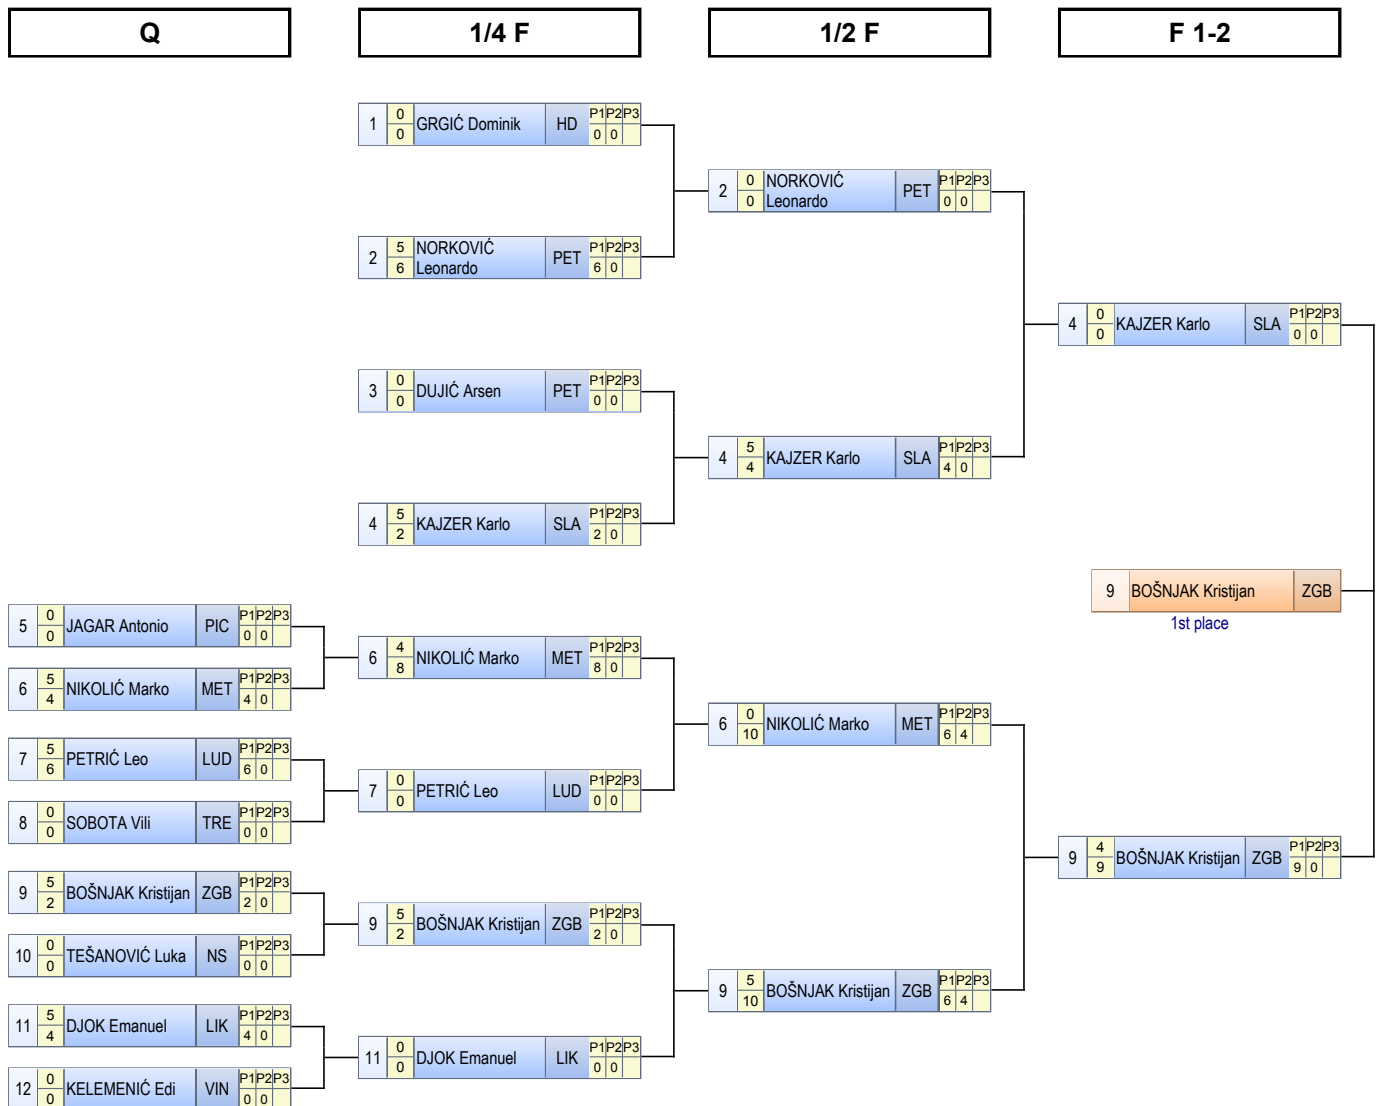 Q 1/4 F 1/2 F F 1-2
1 0 0 GRGIĆ Dominik HD P1 P2 P3 0 0
2 5 6 NORKOVIĆ Leonardo PET P1 P2 P3 6 0
3 0 0 DUJIĆ Arsen PET P1 P2 P3 0 0
4 5 2 KAJZER Karlo SLA P1 P2 P3 2 0
2 0 0 NORKOVIĆ Leonardo PET P1 P2 P3 0 0
4 5 4 KAJZER Karlo SLA P1 P2 P3 4 0
4 0 0 KAJZER Karlo SLA P1 P2 P3 0 0
9 BOŠNJAK Kristijan ZGB
1st place
5 0 0 JAGAR Antonio PIC P1 P2 P3 0 0
6 5 4 NIKOLIĆ Marko MET P1 P2 P3 4 0
7 5 6 PETRIĆ Leo LUD P1 P2 P3 6 0
8 0 0 SOBOTA Vili TRE P1 P2 P3 0 0
9 5 2 BOŠNJAK Kristijan ZGB P1 P2 P3 2 0
10 0 0 TEŠANOVIĆ Luka NS P1 P2 P3 0 0
11 5 4 DJOK Emanuel LIK P1 P2 P3 4 0
12 0 0 KELEMENIĆ Edi VIN P1 P2 P3 0 0
6 4 8 NIKOLIĆ Marko MET P1 P2 P3 8 0
7 0 0 PETRIĆ Leo LUD P1 P2 P3 0 0
9 5 2 BOŠNJAK Kristijan ZGB P1 P2 P3 2 0
11 0 0 DJOK Emanuel LIK P1 P2 P3 0 0
6 0 10 NIKOLIĆ Marko MET P1 P2 P3 6 4
9 5 10 BOŠNJAK Kristijan ZGB P1 P2 P3 6 4
9 4 9 BOŠNJAK Kristijan ZGB P1 P2 P3 9 0